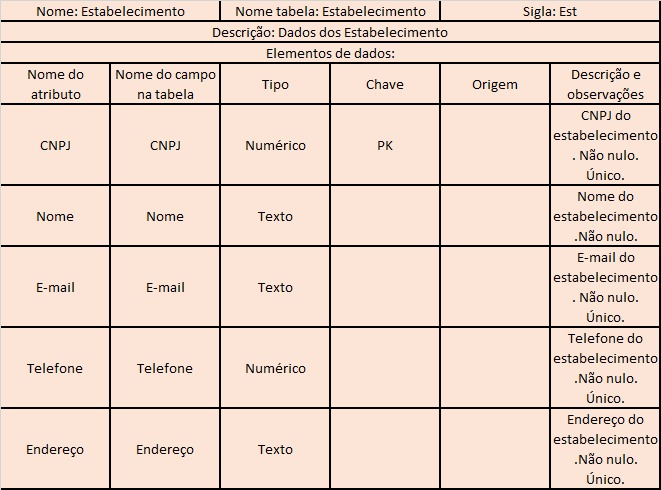 Nome: Estabelecimento Nome tabela: Estabelecimento Sigla: Est
Descrição: Dados dos Estabelecimento
Elementos de dados:
Nome do atributo Nome do campo na tabela Tipo Chave Origem Descrição e observações
CNPJ CNPJ Numérico PK CNPJ do estabelecimento . Não nulo. Único.
Nome Nome Texto Nome do estabelecimento .Não nulo.
E-mail E-mail Texto E-mail do estabelecimento . Não nulo. Único.
Telefone Telefone Numérico Telefone do estabelecimento .Não nulo. Único.
Endereço Endereço Texto Endereço do estabelecimento .Não nulo. Único.